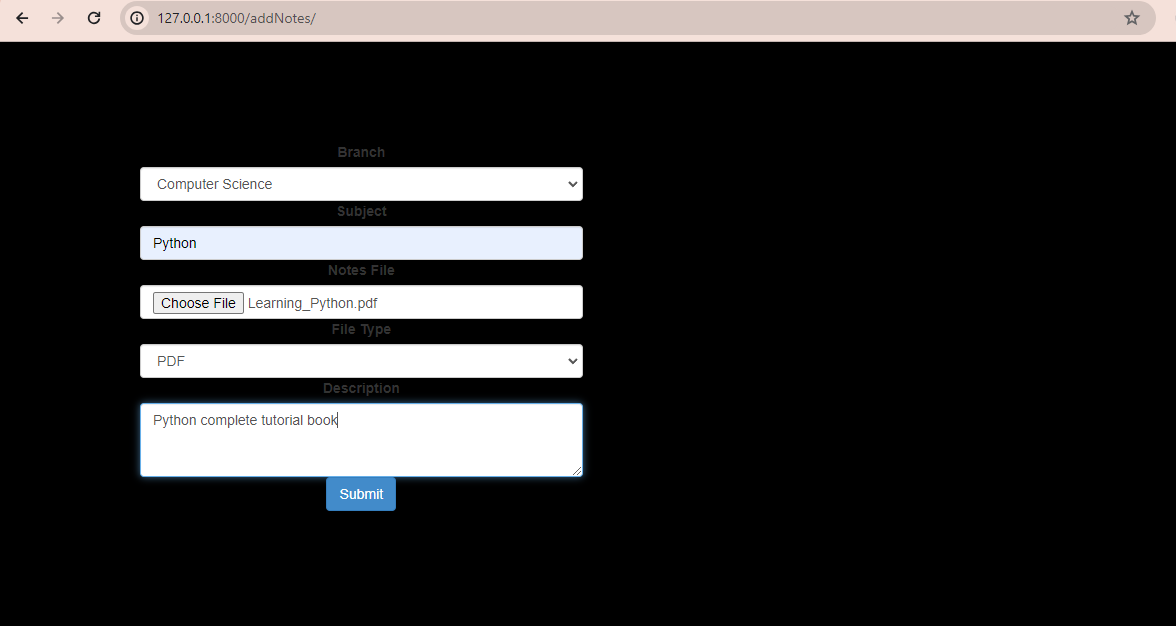 127.0.0.1:8000/addNotes/
Branch
Computer Science
Subject
Python
Notes File
Choose File Learning_Python.pdf
File Type
PDF
Description
Python complete tutorial book
Submit